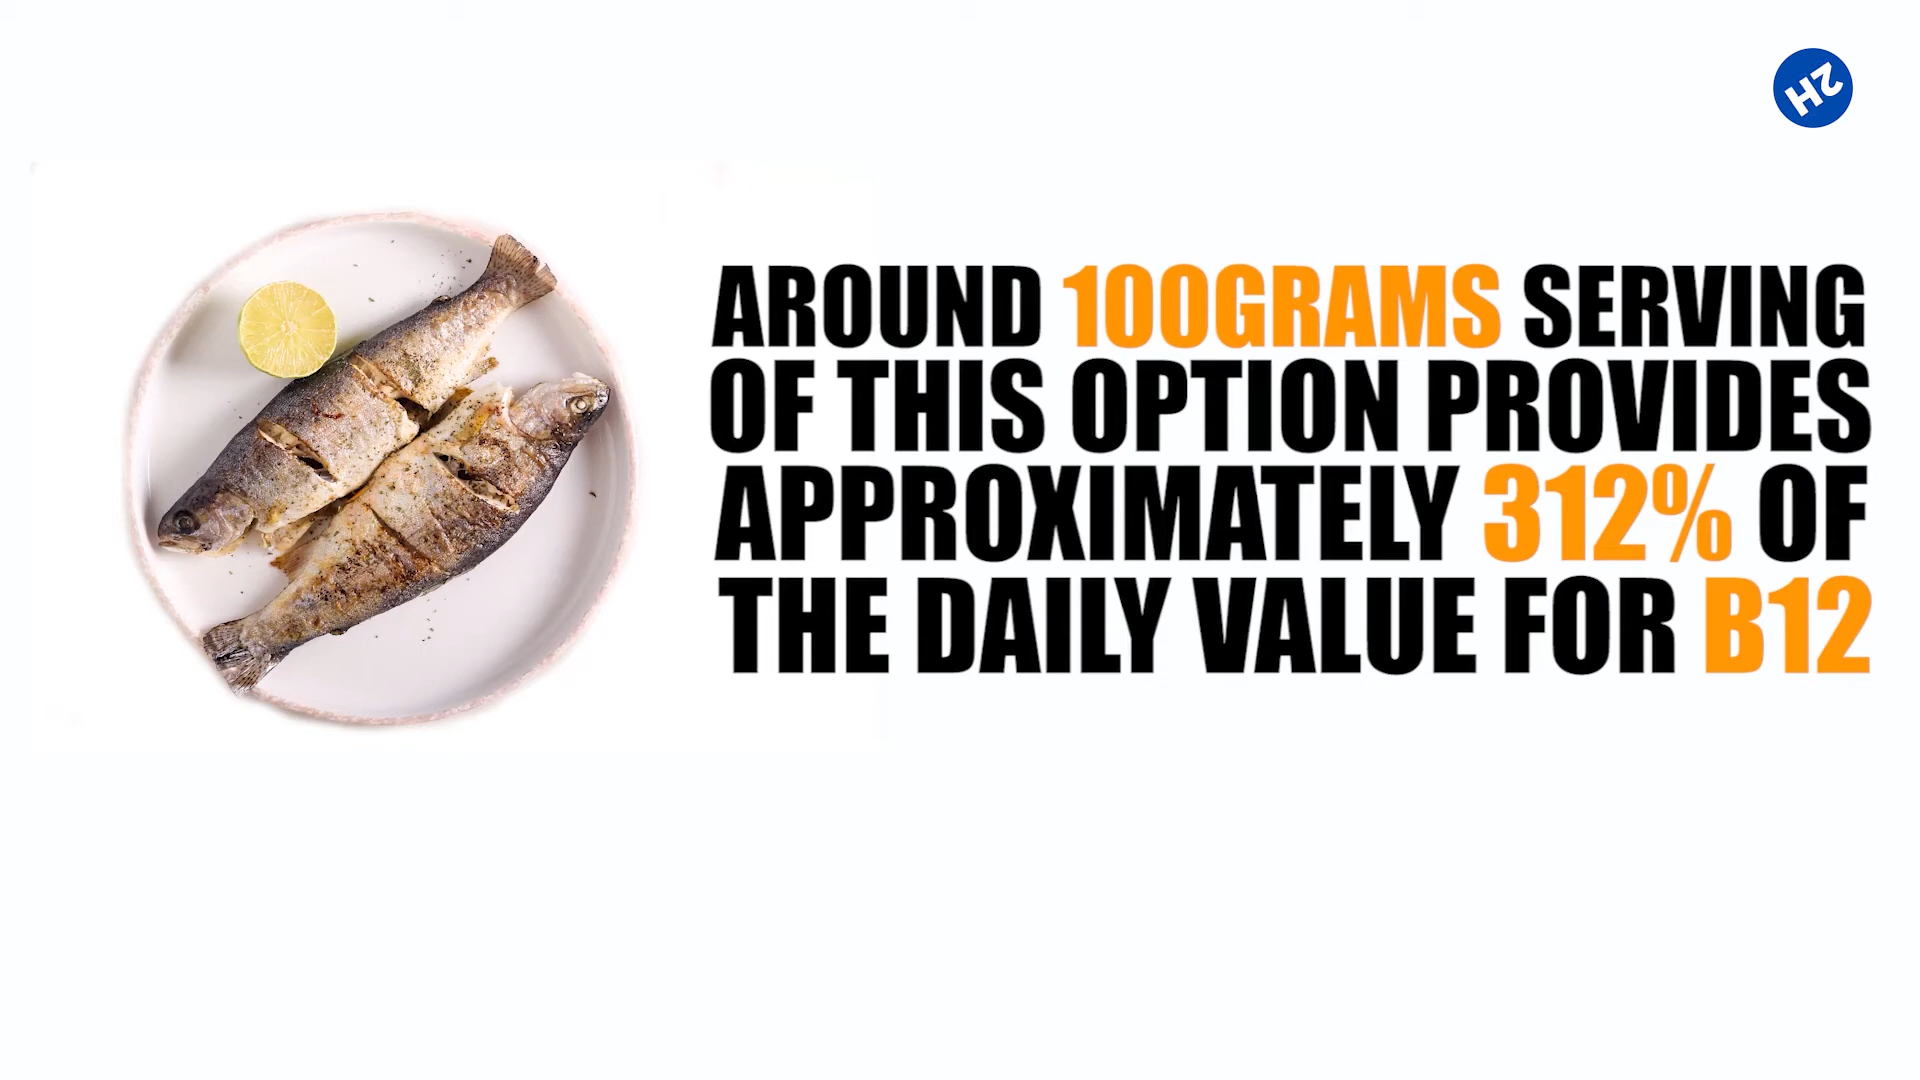 HZ
AROUND 100GRAMS SERVING
OF THIS OPTION PROVIDES
APPROXIMATELY 312% OF
THE DAILY VALUE FOR B12